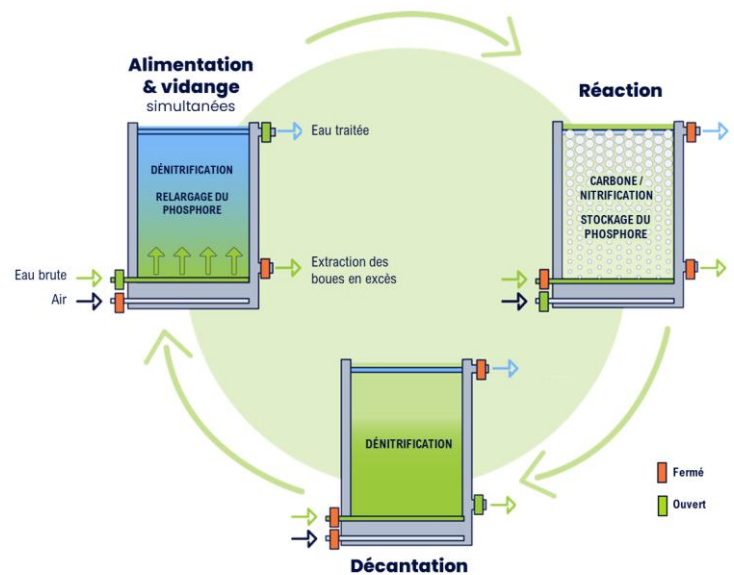 Alimentation
& vidange
simultanées
Eau traitée
DÉNITRIFICATION
RELARGAGE DU
PHOSPHORE
Eau brute
Air
Extraction des
boues en excès
Réaction
CARBONE /
NITRIFICATION
STOCKAGE DU
PHOSPHORE
DÉNITRIFICATION
Décantation
Fermé
Ouvert